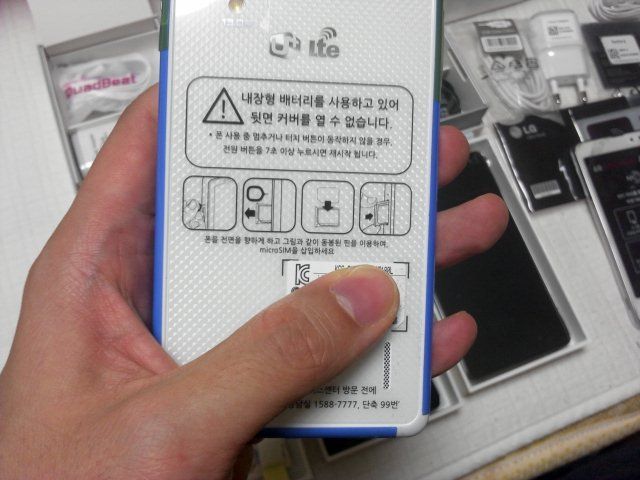 U+ Lte
내장형 배터리를 사용하고 있어
뒷면 커버를 열 수 없습니다.
* 폰 사용 중 멈추거나 터치 버튼이 동작하지 않을 경우,
전원 버튼을 7초 이상 누르시면 재시작 됩니다.
폰을 전면을 향하게 하고 그림과 같이 동봉된 핀을 이용하여,
microSIM을 삽입하세요
방문 전에
1588-7777, 단축 99번
QuadBeat
LG